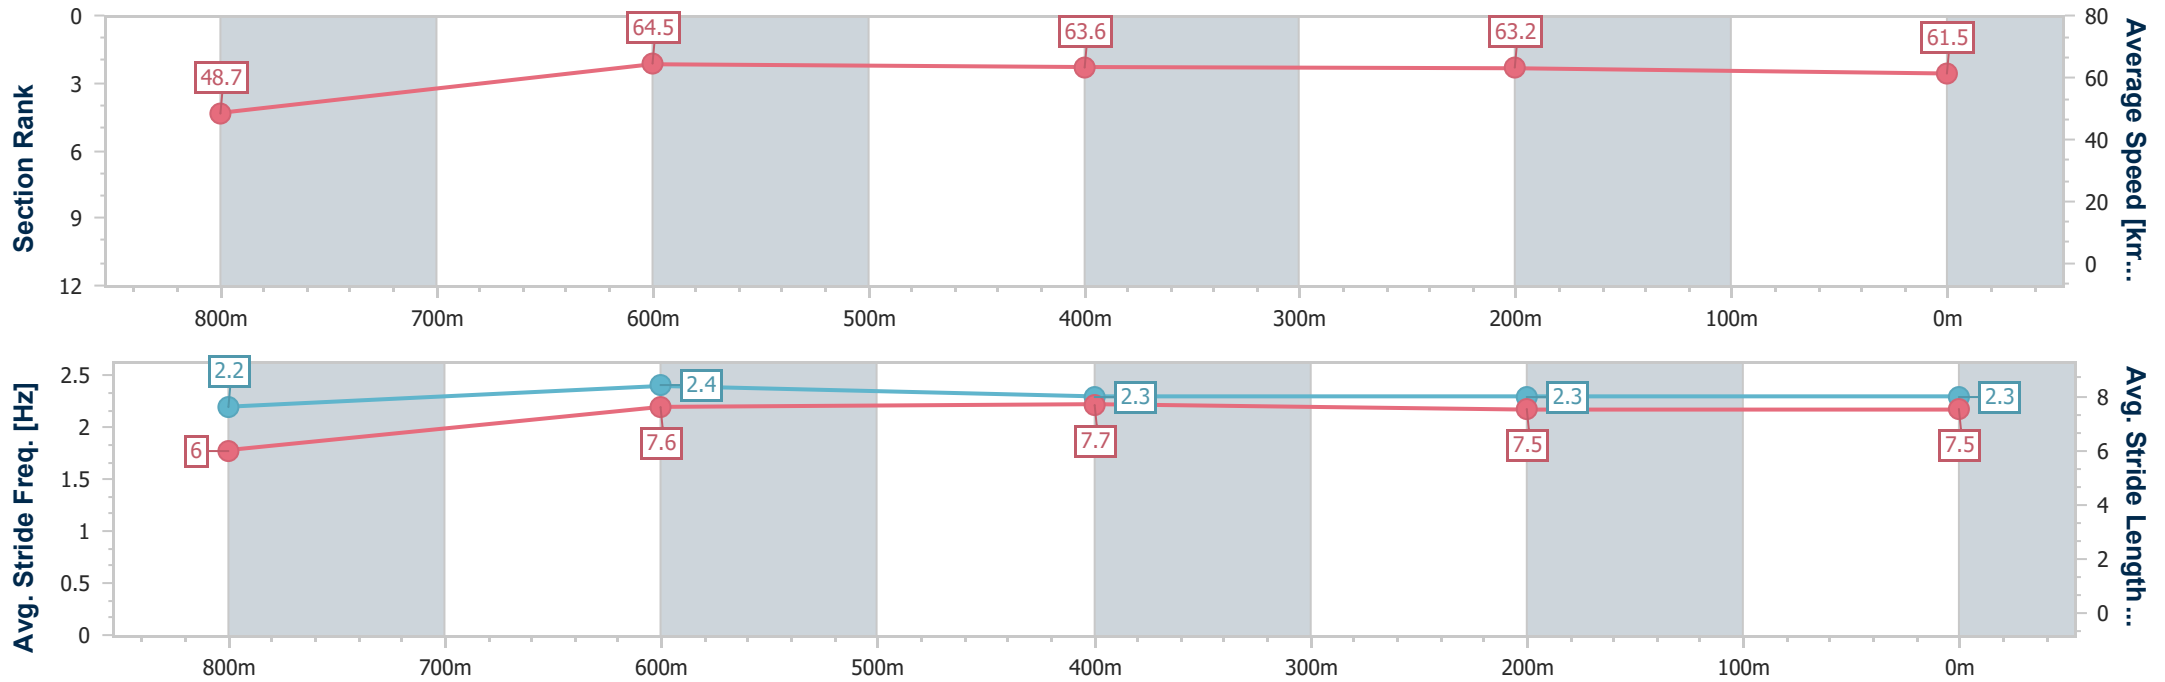 0
3
6
9
12
Section Rank
48.7
64.5
63.6
63.2
61.5
80
60
40
20
0
Average Speed [km...
800m
700m
600m
500m
400m
300m
200m
100m
0m
2.5
2
1.5
1
0.5
0
Avg. Stride Freq. [Hz]
2.2
2.4
2.3
2.3
2.3
6
7.6
7.7
7.5
7.5
8
6
4
2
0
Avg. Stride Length...
800m
700m
600m
500m
400m
300m
200m
100m
0m